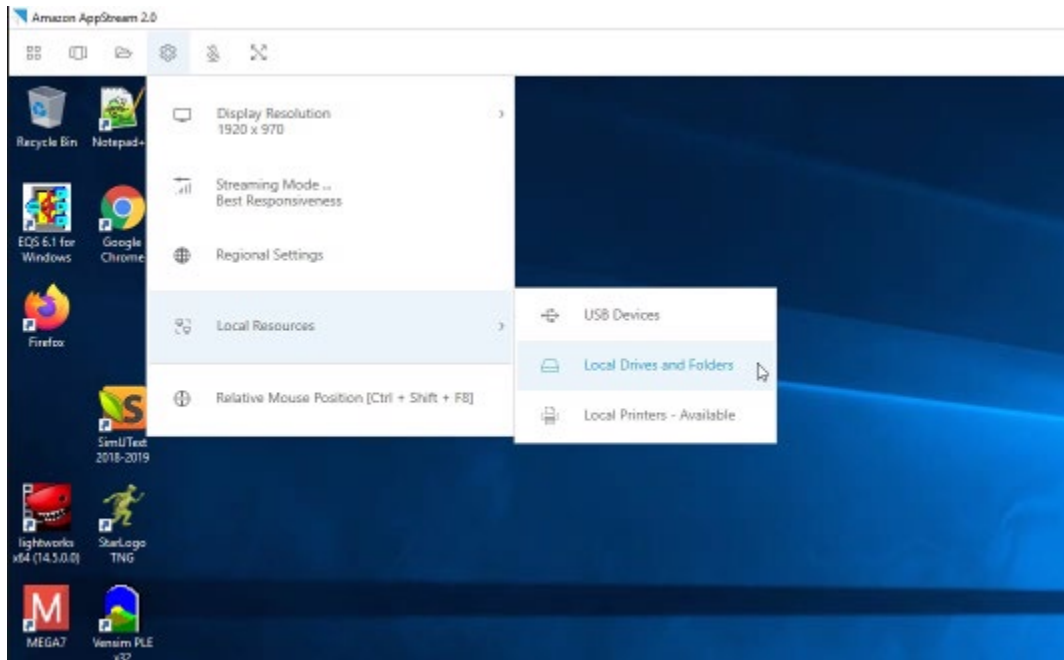 Amazon AppStream 2.0
Display Resolution
1920 x 970
Streaming Mode ...
Best Responsiveness
Regional Settings
Local Resources
Relative Mouse Position [Ctrl + Shift + F8]
USB Devices
Local Drives and Folders
Local Printers - Available
Recycle Bin
Notepad+
EQS 6.1 for
Windows
Google
Chrome
Firefox
S
SimUText
2018-2019
lightworks
x64 (14.5.0.0)
StarLogo
TNG
M
MEGA7
Vensim PLE
x32